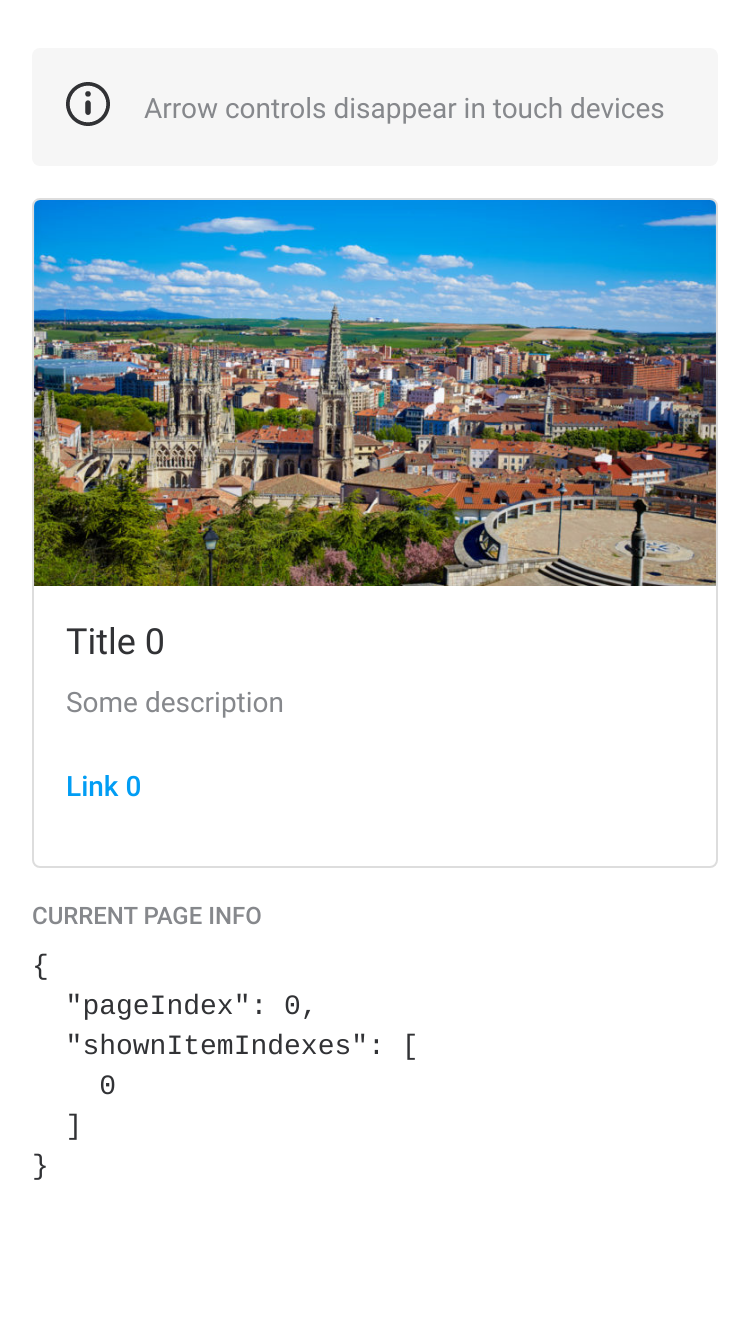 Arrow controls disappear in touch devices
Title 0
Some description
Link 0
CURRENT PAGE INFO
{
  "pageIndex": 0,
  "shownItemIndexes": [
    0
  ]
}